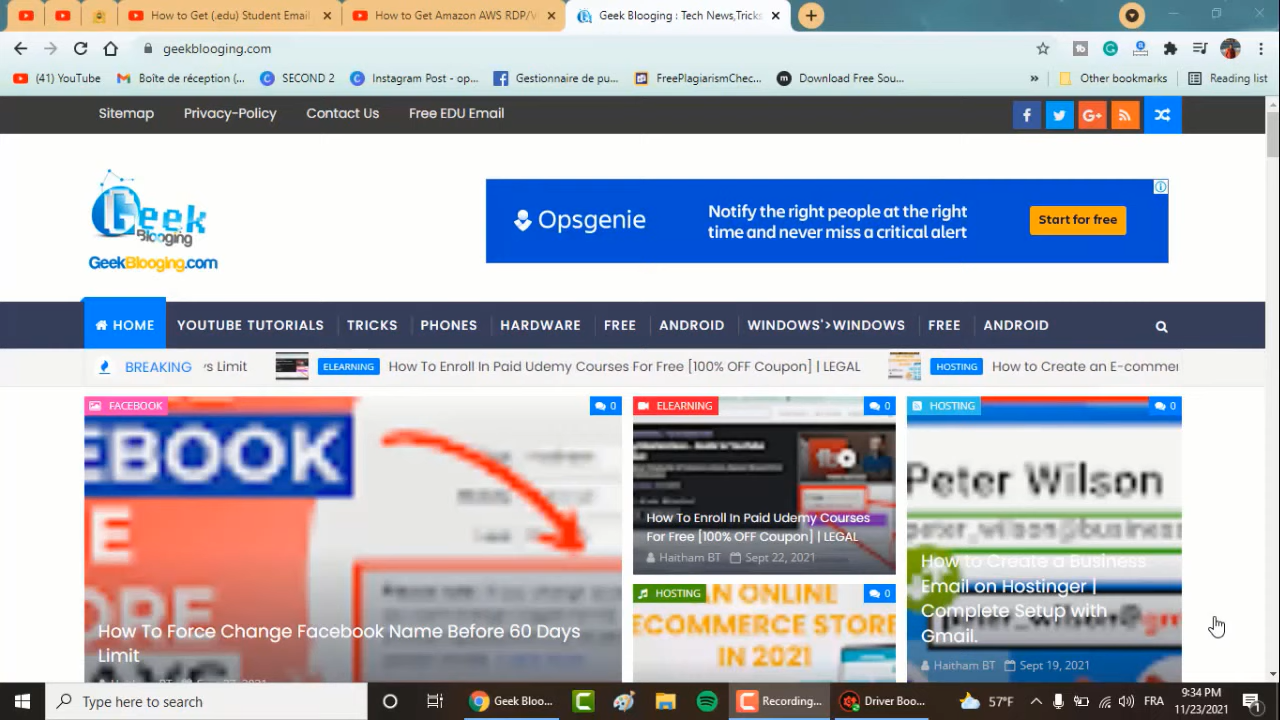 How to Get (.edu) Student Email
How to Get Amazon AWS RDP/V
Geek Blooging : Tech News,Tricks
geekblooging.com
(41) YouTube
Boîte de réception (...
SECOND 2
Instagram Post - op...
Gestionnaire de pu...
FreePlagiarismChec...
Download Free Sou...
Other bookmarks
Reading list
Sitemap
Privacy-Policy
Contact Us
Free EDU Email
Geek
Blooging
GeekBlooging.com
Opsgenie
Notify the right people at the right
time and never miss a critical alert
Start for free
HOME
YOUTUBE TUTORIALS
TRICKS
PHONES
HARDWARE
FREE
ANDROID
WINDOWS'>WINDOWS
FREE
ANDROID
BREAKING
ys Limit
ELEARNING
How To Enroll In Paid Udemy Courses For Free [100% OFF Coupon] | LEGAL
HOSTING
How to Create an E-commer
FACEBOOK
0
EBOOK
How To Force Change Facebook Name Before 60 Days
Limit
ELEARNING
0
How To Enroll In Paid Udemy Courses
For Free [100% OFF Coupon] | LEGAL
Haitham BT
Sept 22, 2021
HOSTING
0
AN ONLINE
ECOMMERCE STORE
IN 2021
HOSTING
0
Peter Wilson
peter_wilson@busines
How to Create a Business
Email on Hostinger |
Complete Setup with
Gmail.
Haitham BT
Sept 19, 2021
Type here to search
Geek Bloo...
Recording...
Driver Boo...
57°F
FRA
9:34 PM
11/23/2021
1